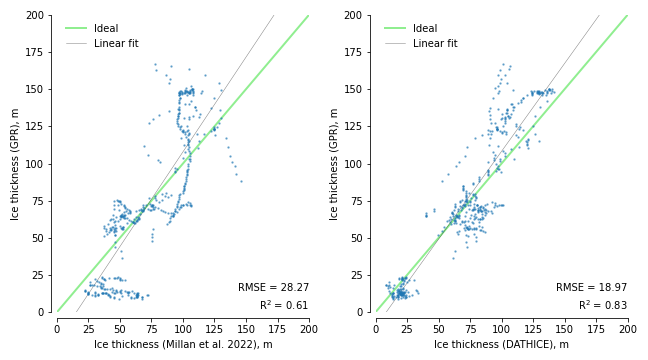 200
175
150
125
100
75
50
25
0
Ice thickness (GPR), m
Ideal
Linear fit
RMSE = 28.27
R² = 0.61
0 25 50 75 100 125 150 175 200
Ice thickness (Millan et al. 2022), m
200
175
150
125
100
75
50
25
0
Ice thickness (GPR), m
Ideal
Linear fit
RMSE = 18.97
R² = 0.83
0 25 50 75 100 125 150 175 200
Ice thickness (DATHICE), m